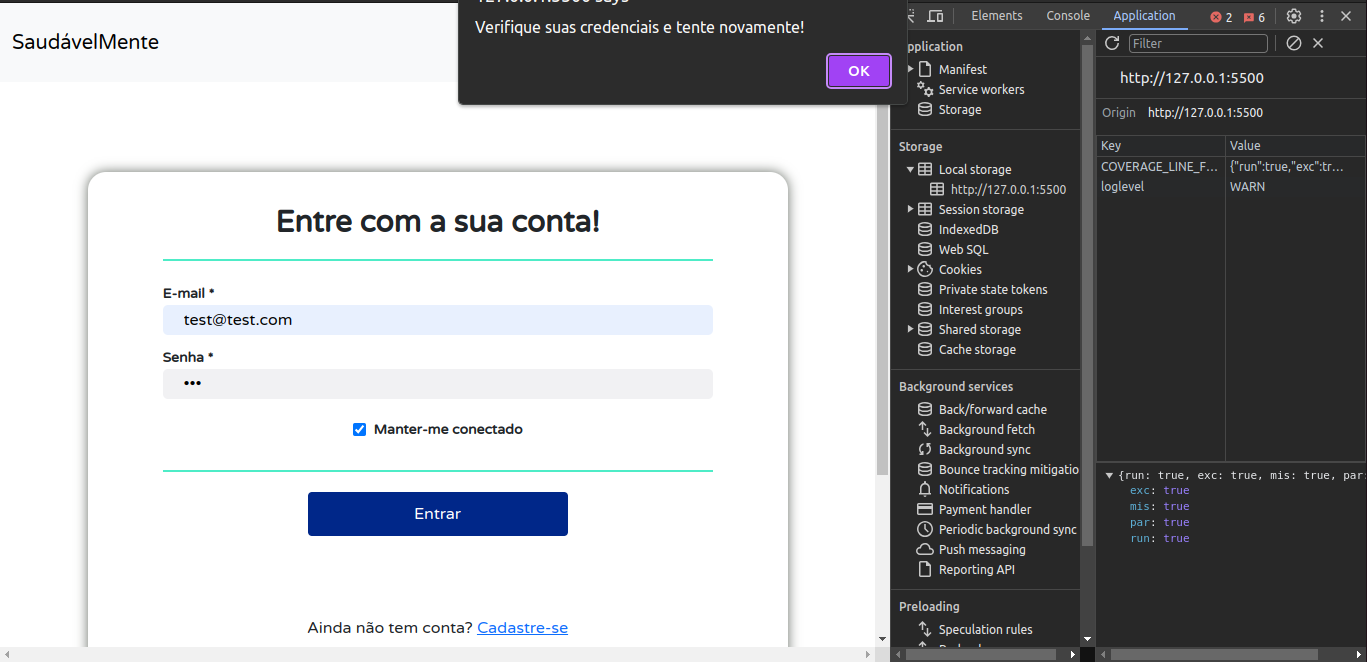 SaudávelMente
Verifique suas credenciais e tente novamente!
OK
Entre com a sua conta!
E-mail *
test@test.com
Senha *
•••
Manter-me conectado
Entrar
Ainda não tem conta? Cadastre-se
Elements Console Application 2 6
Application
Manifest
Service workers
Storage
Storage
Local storage
http://127.0.0.1:5500
Session storage
IndexedDB
Web SQL
Cookies
Private state tokens
Interest groups
Shared storage
Cache storage
Background services
Back/forward cache
Background fetch
Background sync
Bounce tracking mitigatio
Notifications
Payment handler
Periodic background sync
Push messaging
Reporting API
Preloading
Speculation rules
Filter
http://127.0.0.1:5500
Origin http://127.0.0.1:5500
Key Value
COVERAGE_LINE_F... {"run":true,"exc":tr...
loglevel WARN
{run: true, exc: true, mis: true, par:
exc: true
mis: true
par: true
run: true